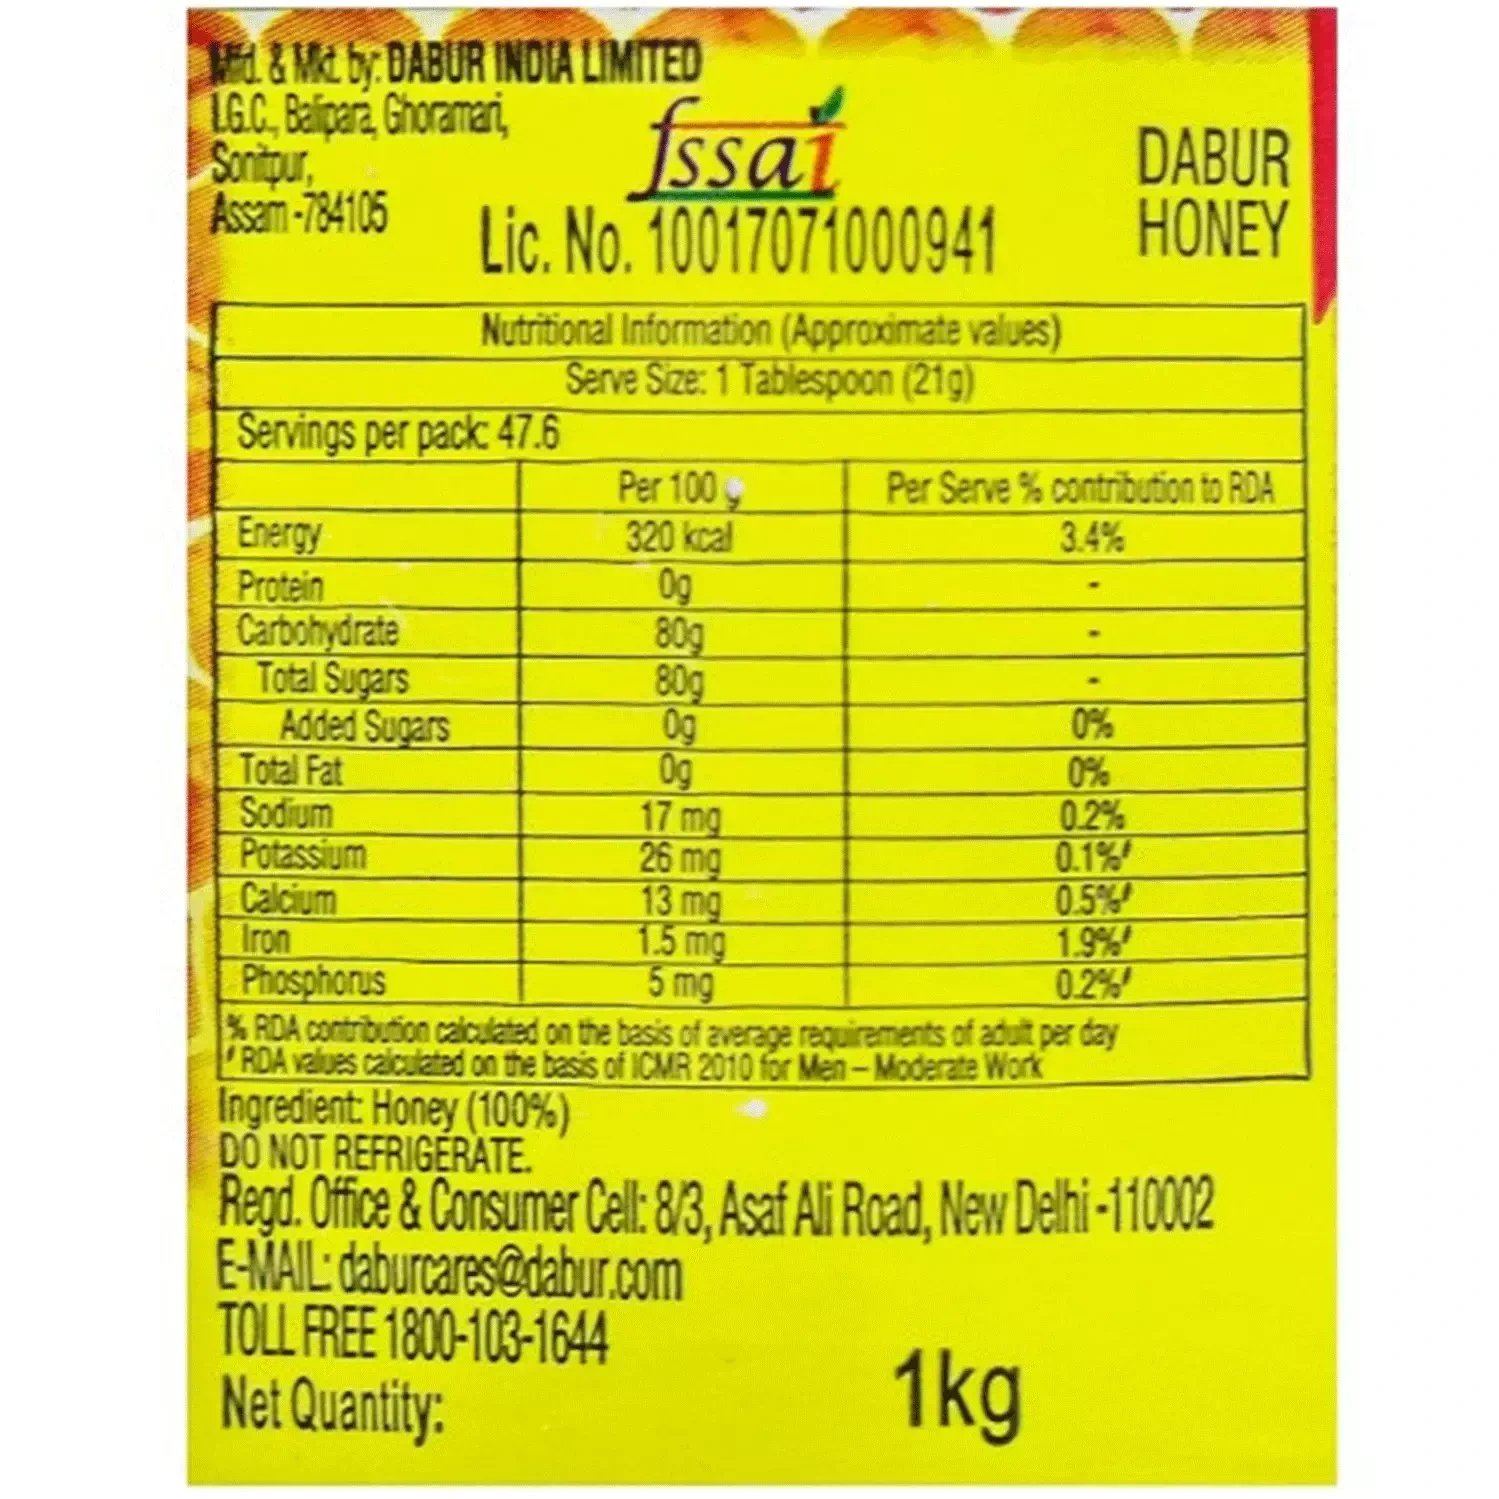 Mfd. & Mkt. by: DABUR INDIA LIMITED
I.G.C., Balipara, Ghoramari,
Sonitpur,
Assam -784105
fssai
Lic. No. 10017071000941
DABUR
HONEY
Nutritional Information (Approximate values)
Serve Size: 1 Tablespoon (21g)
Servings per pack: 47.6
Per 100 g Per Serve % contribution to RDA
Energy 320 kcal 3.4%
Protein 0g -
Carbohydrate 80g -
Total Sugars 80g -
Added Sugars 0g 0%
Total Fat 0g 0%
Sodium 17 mg 0.2%
Potassium 26 mg 0.1%#
Calcium 13 mg 0.5%#
Iron 1.5 mg 1.9%#
Phosphorus 5 mg 0.2%#
% RDA contribution calculated on the basis of average requirements of adult per day
# RDA values calculated on the basis of ICMR 2010 for Men – Moderate Work
Ingredient: Honey (100%)
DO NOT REFRIGERATE.
Regd. Office & Consumer Cell: 8/3, Asaf Ali Road, New Delhi -110002
E-MAIL: daburcares@dabur.com
TOLL FREE 1800-103-1644
Net Quantity: 1kg